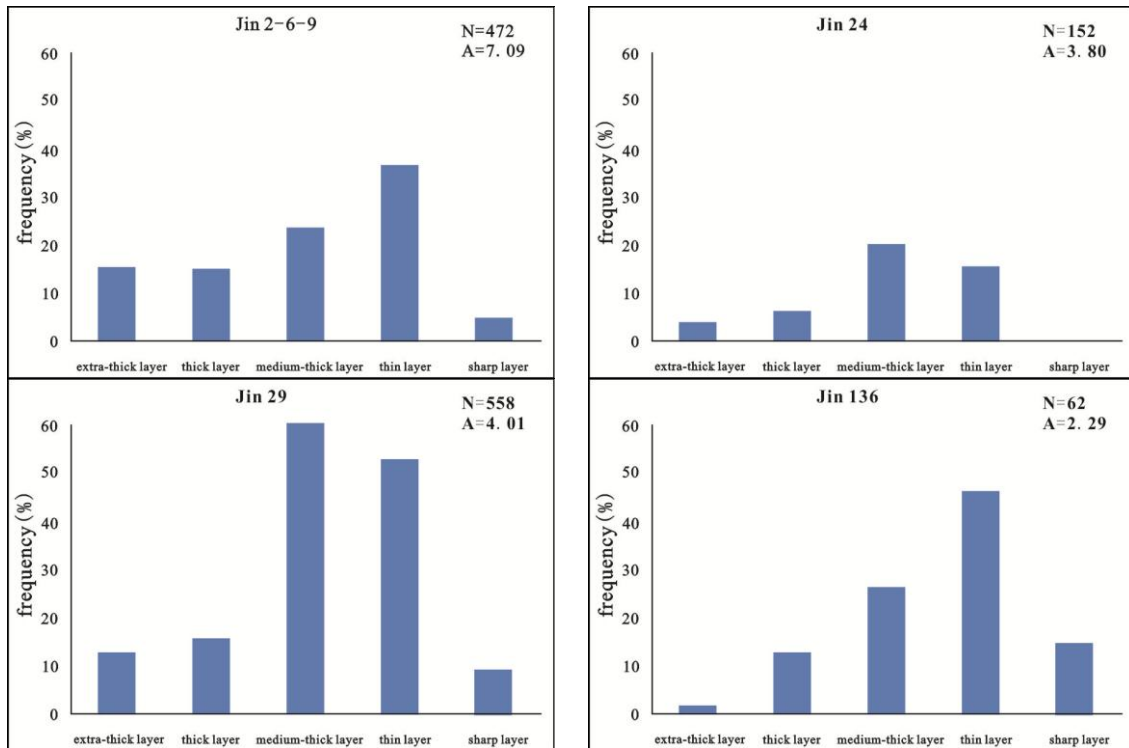 Jin 2-6-9
N=472
A=7.09
frequency(%)
60
50
40
30
20
10
0
extra-thick layer thick layer medium-thick layer thin layer sharp layer
Jin 24
N=152
A=3.80
frequency(%)
60
50
40
30
20
10
0
extra-thick layer thick layer medium-thick layer thin layer sharp layer
Jin 29
N=558
A=4.01
frequency(%)
60
50
40
30
20
10
0
extra-thick layer thick layer medium-thick layer thin layer sharp layer
Jin 136
N=62
A=2.29
frequency(%)
60
50
40
30
20
10
0
extra-thick layer thick layer medium-thick layer thin layer sharp layer